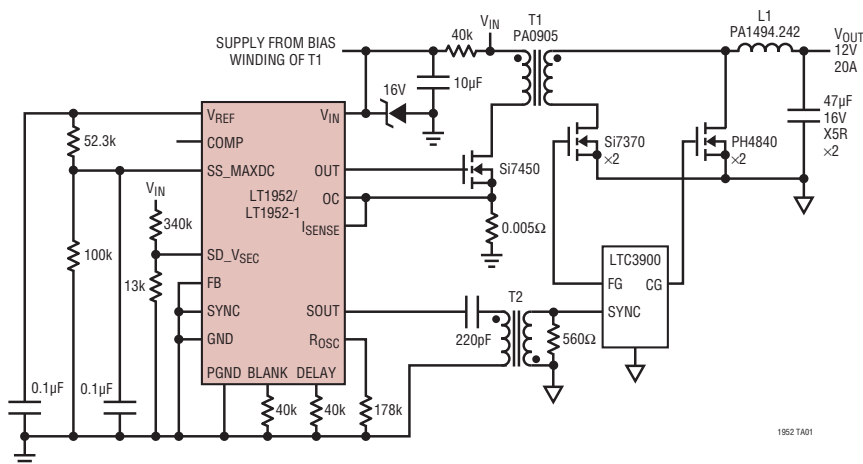 SUPPLY FROM BIAS
WINDING OF T1
40k
VIN
T1
PA0905
L1
PA1494.242
VOUT
12V
20A
10µF
16V
47µF
16V
X5R
×2
VREF
COMP
SS_MAXDC
SD_VSEC
FB
SYNC
GND
PGND
BLANK
DELAY
VIN
OUT
OC
ISENSE
SOUT
ROSC
LT1952/
LT1952-1
52.3k
100k
VIN
340k
13k
0.1µF
0.1µF
40k
40k
178k
Si7450
0.005Ω
Si7370
×2
PH4840
×2
LTC3900
FG
CG
SYNC
T2
220pF
560Ω
1952 TA01